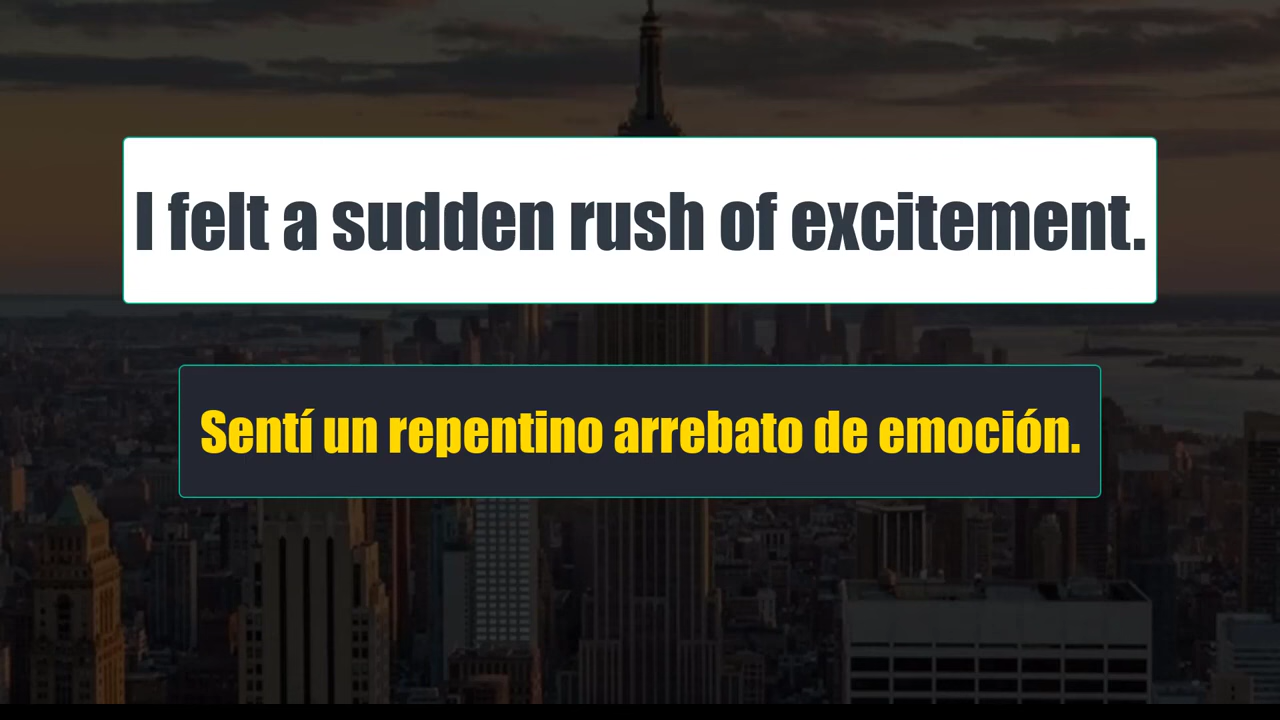 I felt a sudden rush of excitement.
Sentí un repentino arrebato de emoción.